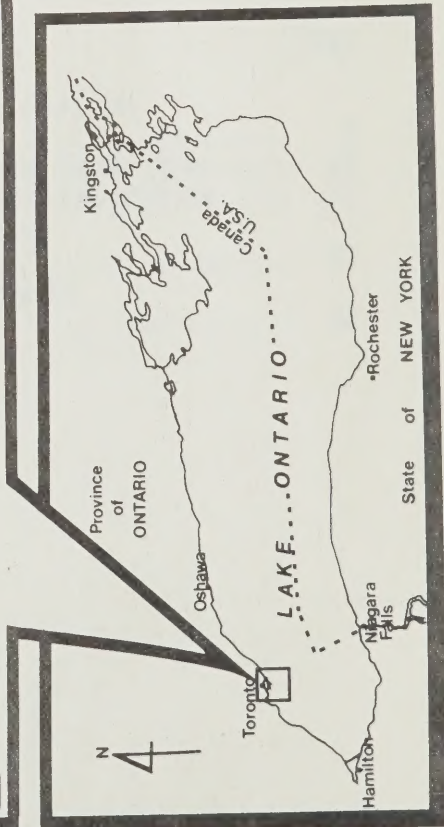 N
Province
of
ONTARIO
Kingston
Oshawa
Toronto
Canada
U.S.A.
LAKE ONTARIO
Hamilton
Niagara
Falls
Rochester
State of NEW YORK